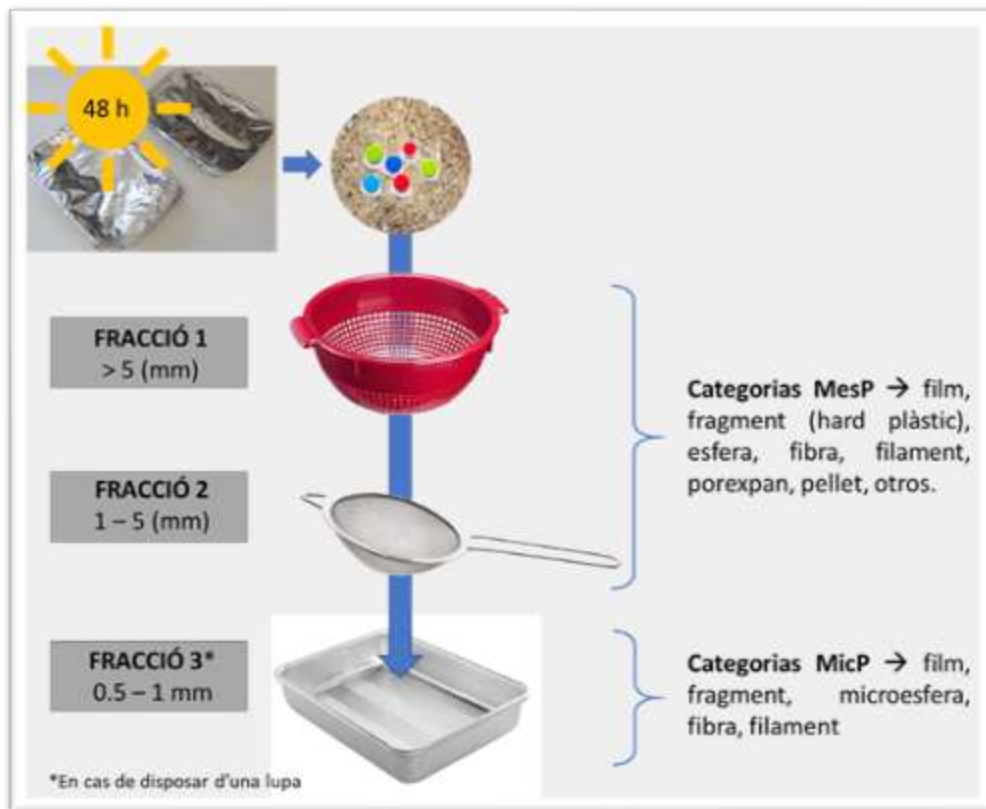 48 h
FRACCIÓ 1
> 5 (mm)
Categorias MesP → film,
fragment (hard plàstic),
esfera, fibra, filament,
porexpan, pellet, otros.
FRACCIÓ 2
1 – 5 (mm)
FRACCIÓ 3*
0.5 – 1 mm
Categorias MicP → film,
fragment, microesfera,
fibra, filament
*En cas de disposar d'una lupa